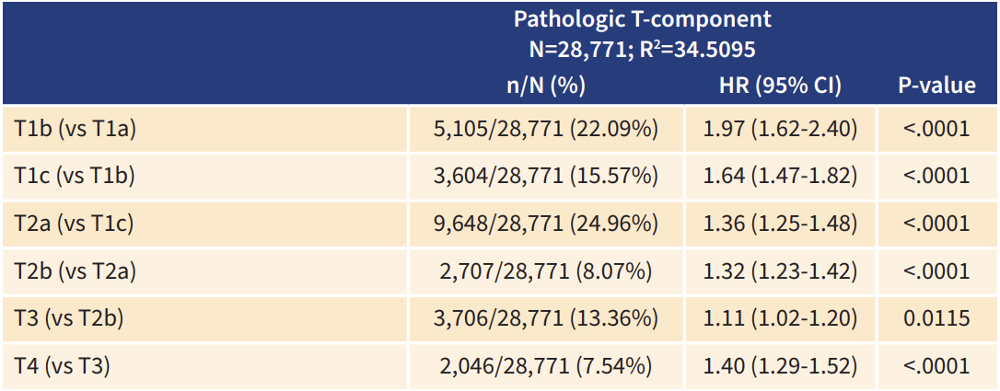 Pathologic T-component
N=28,771; R²=34.5095
n/N (%) HR (95% CI) P-value
T1b (vs T1a) 5,105/28,771 (22.09%) 1.97 (1.62-2.40) <.0001
T1c (vs T1b) 3,604/28,771 (15.57%) 1.64 (1.47-1.82) <.0001
T2a (vs T1c) 9,648/28,771 (24.96%) 1.36 (1.25-1.48) <.0001
T2b (vs T2a) 2,707/28,771 (8.07%) 1.32 (1.23-1.42) <.0001
T3 (vs T2b) 3,706/28,771 (13.36%) 1.11 (1.02-1.20) 0.0115
T4 (vs T3) 2,046/28,771 (7.54%) 1.40 (1.29-1.52) <.0001